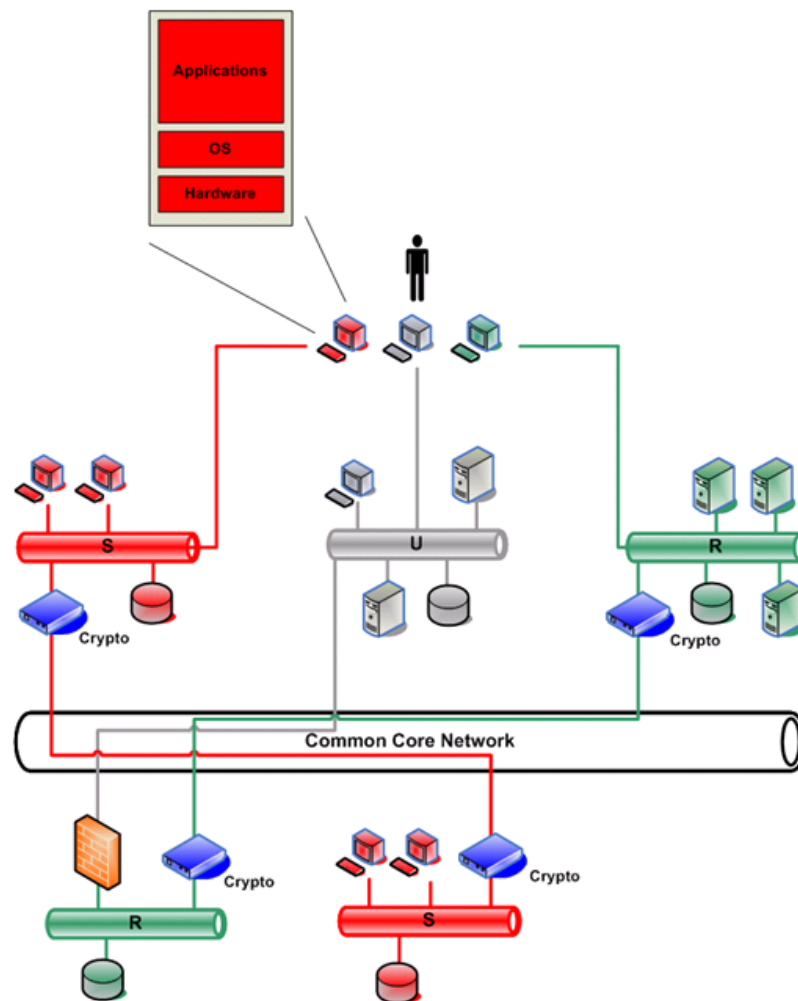 Applications
OS
Hardware
S
U
R
Crypto
Crypto
Common Core Network
Crypto
Crypto
R
S